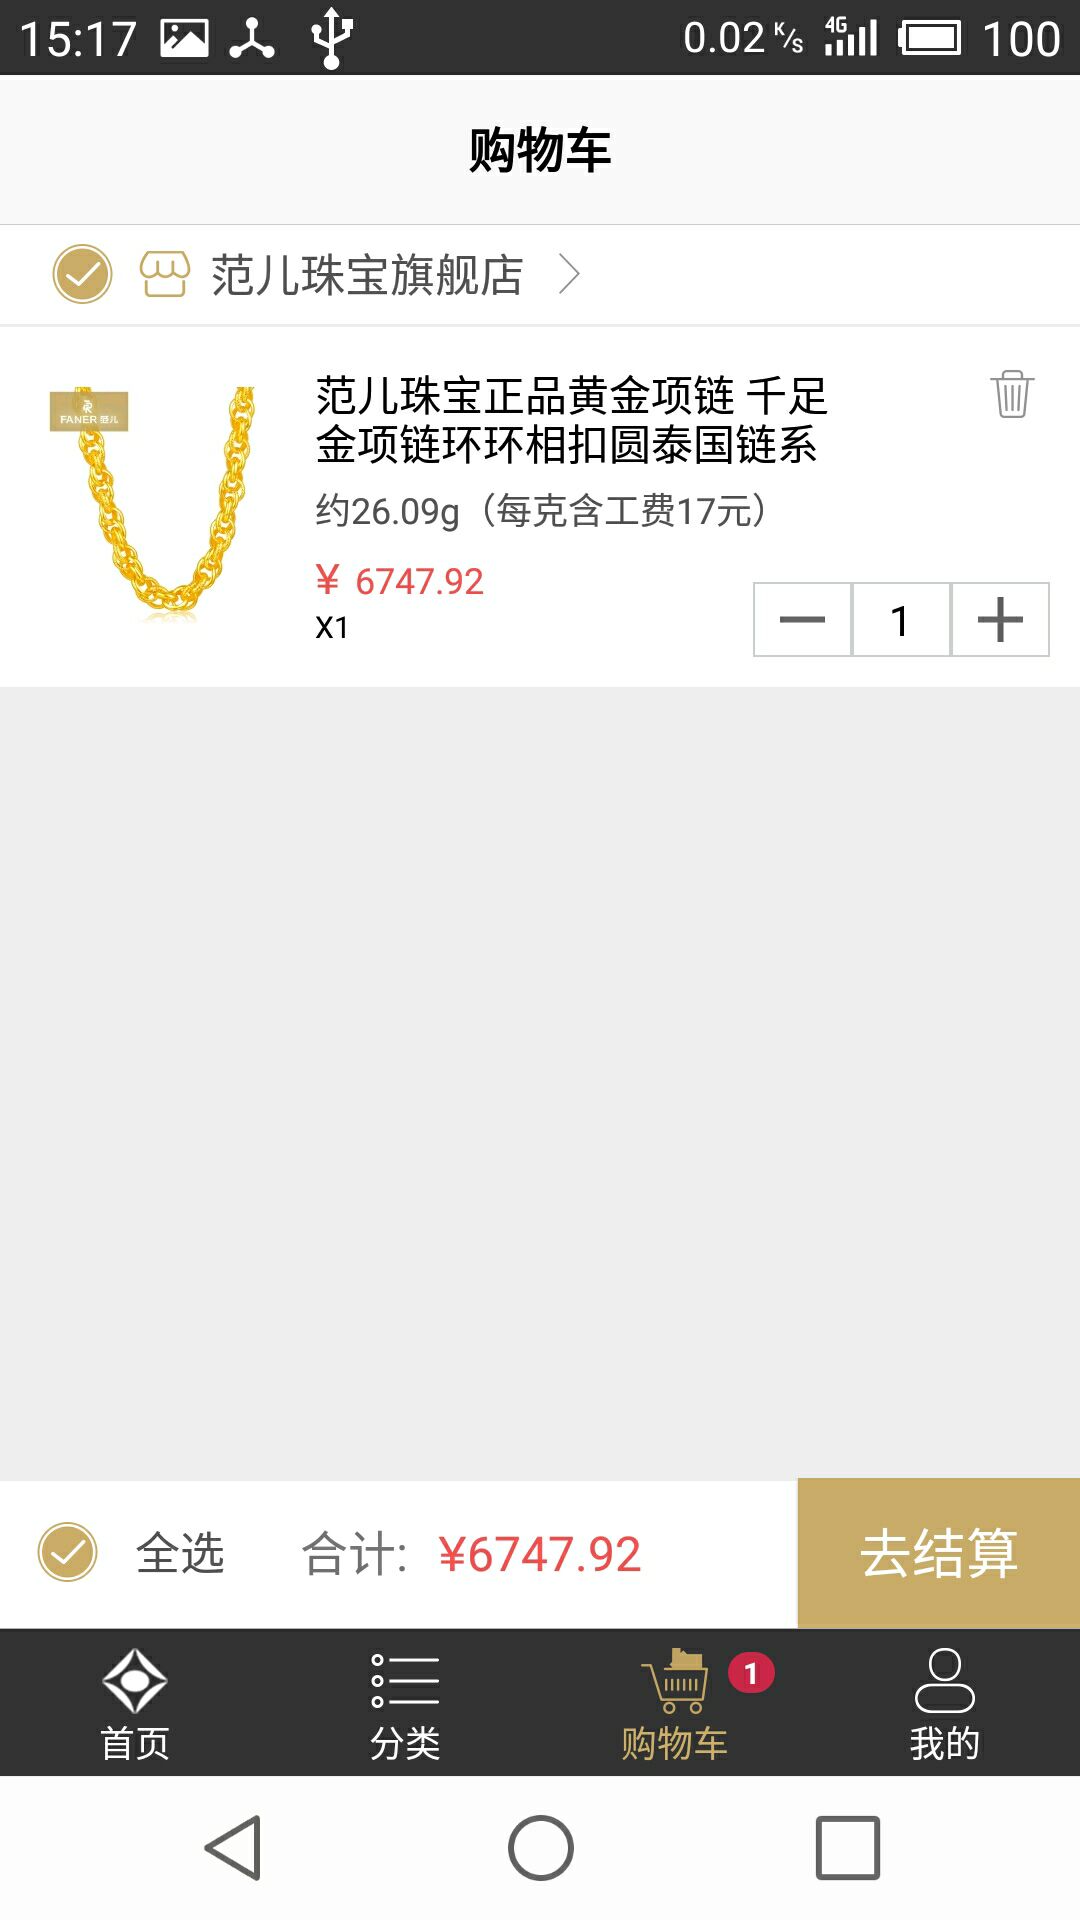 15:17 0.02 K/s 4G 100
购物车
范儿珠宝旗舰店
FANER 范儿
范儿珠宝正品黄金项链 千足
金项链环环相扣圆泰国链系
约26.09g（每克含工费17元）
¥ 6747.92
X1
1
全选 合计: ¥6747.92 去结算
1
首页 分类 购物车 我的